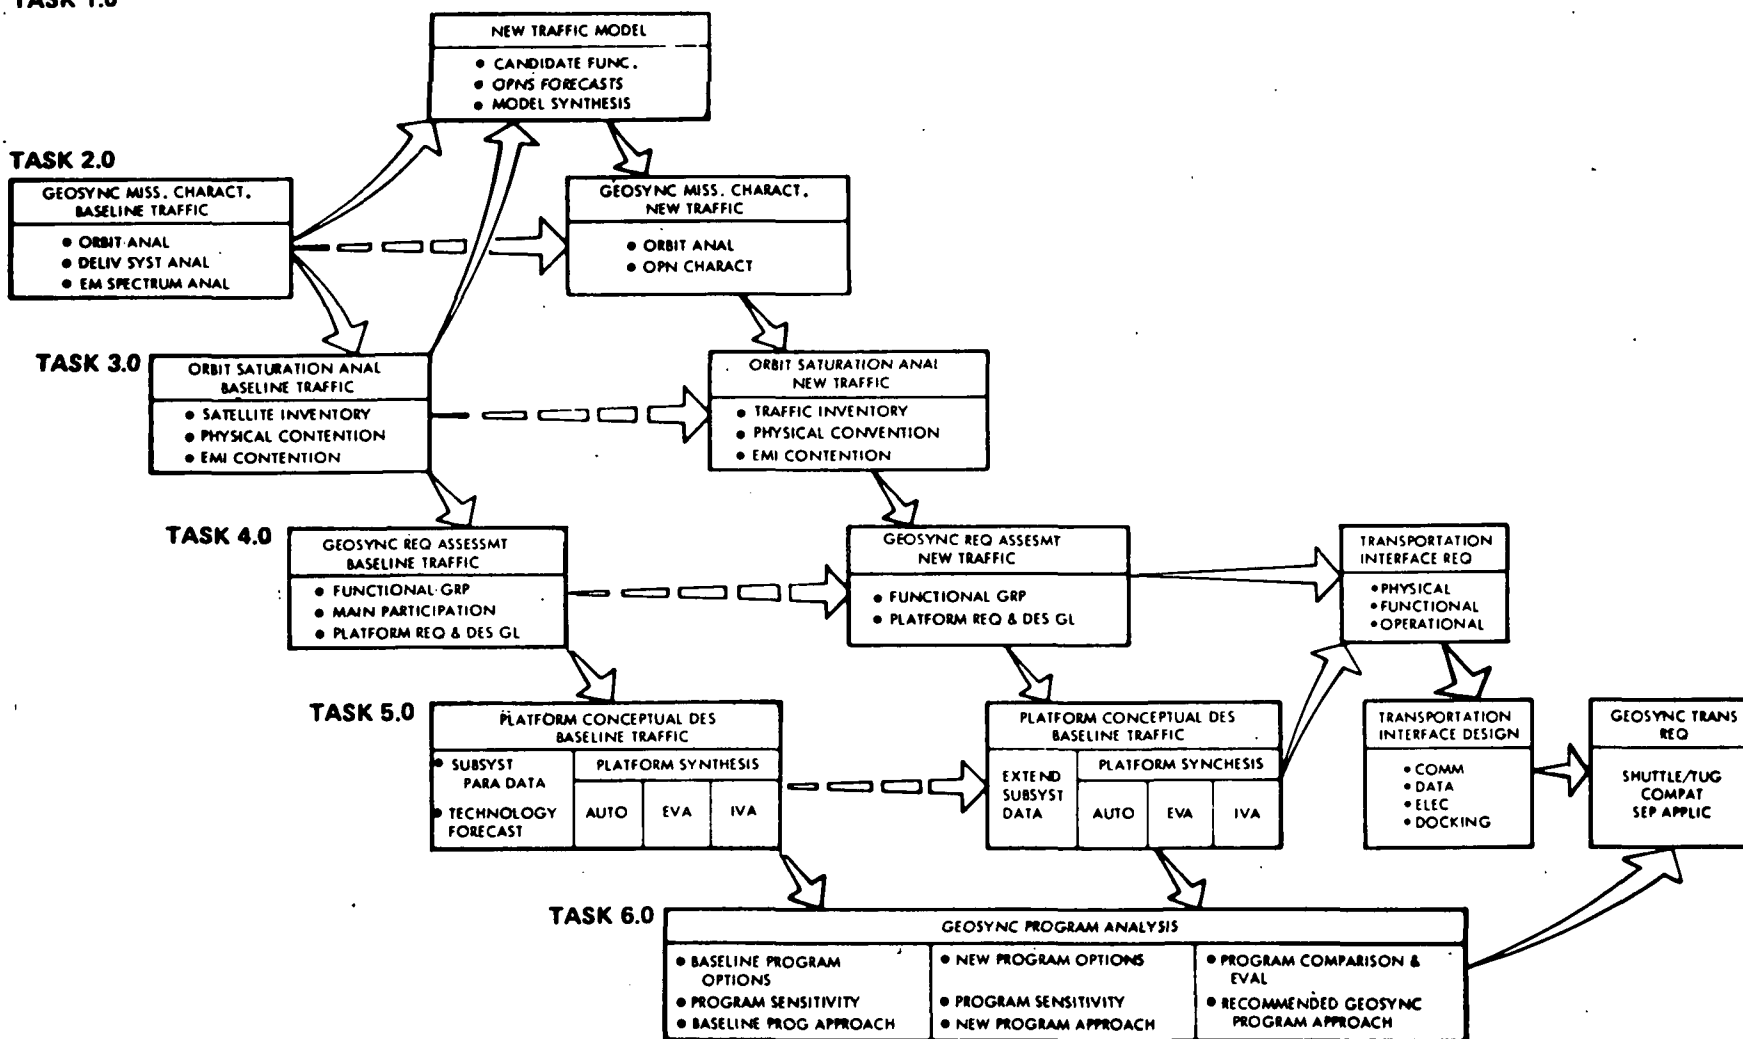 TASK 1.0
NEW TRAFFIC MODEL
• CANDIDATE FUNC.
• OPNS FORECASTS
• MODEL SYNTHESIS
TASK 2.0
GEOSYNC MISS. CHARACT.
BASELINE TRAFFIC
• ORBIT ANAL
• DELIV SYST ANAL
• EM SPECTRUM ANAL
GEOSYNC MISS. CHARACT.
NEW TRAFFIC
• ORBIT ANAL
• OPN CHARACT
TASK 3.0
ORBIT SATURATION ANAL
BASELINE TRAFFIC
• SATELLITE INVENTORY
• PHYSICAL CONTENTION
• EMI CONTENTION
ORBIT SATURATION ANAL
NEW TRAFFIC
• TRAFFIC INVENTORY
• PHYSICAL CONVENTION
• EMI CONTENTION
TASK 4.0
GEOSYNC REQ ASSESSMT
BASELINE TRAFFIC
• FUNCTIONAL GRP
• MAIN PARTICIPATION
• PLATFORM REQ & DES GL
GEOSYNC REQ ASSESMT
NEW TRAFFIC
• FUNCTIONAL GRP
• PLATFORM REQ & DES GL
TRANSPORTATION
INTERFACE REQ
• PHYSICAL
• FUNCTIONAL
• OPERATIONAL
TASK 5.0
PLATFORM CONCEPTUAL DES
BASELINE TRAFFIC
• SUBSYST
PARA DATA
• TECHNOLOGY
FORECAST
PLATFORM SYNTHESIS
AUTO
EVA
IVA
PLATFORM CONCEPTUAL DES
BASELINE TRAFFIC
EXTEND
SUBSYST
DATA
PLATFORM SYNCHESIS
AUTO
EVA
IVA
TRANSPORTATION
INTERFACE DESIGN
• COMM
• DATA
• ELEC
• DOCKING
GEOSYNC TRANS
REQ
SHUTTLE/TUG
COMPAT
SEP APPLIC
TASK 6.0
GEOSYNC PROGRAM ANALYSIS
• BASELINE PROGRAM
OPTIONS
• PROGRAM SENSITIVITY
• BASELINE PROG APPROACH
• NEW PROGRAM OPTIONS
• PROGRAM SENSITIVITY
• NEW PROGRAM APPROACH
• PROGRAM COMPARISON &
EVAL
• RECOMMENDED GEOSYNC
PROGRAM APPROACH